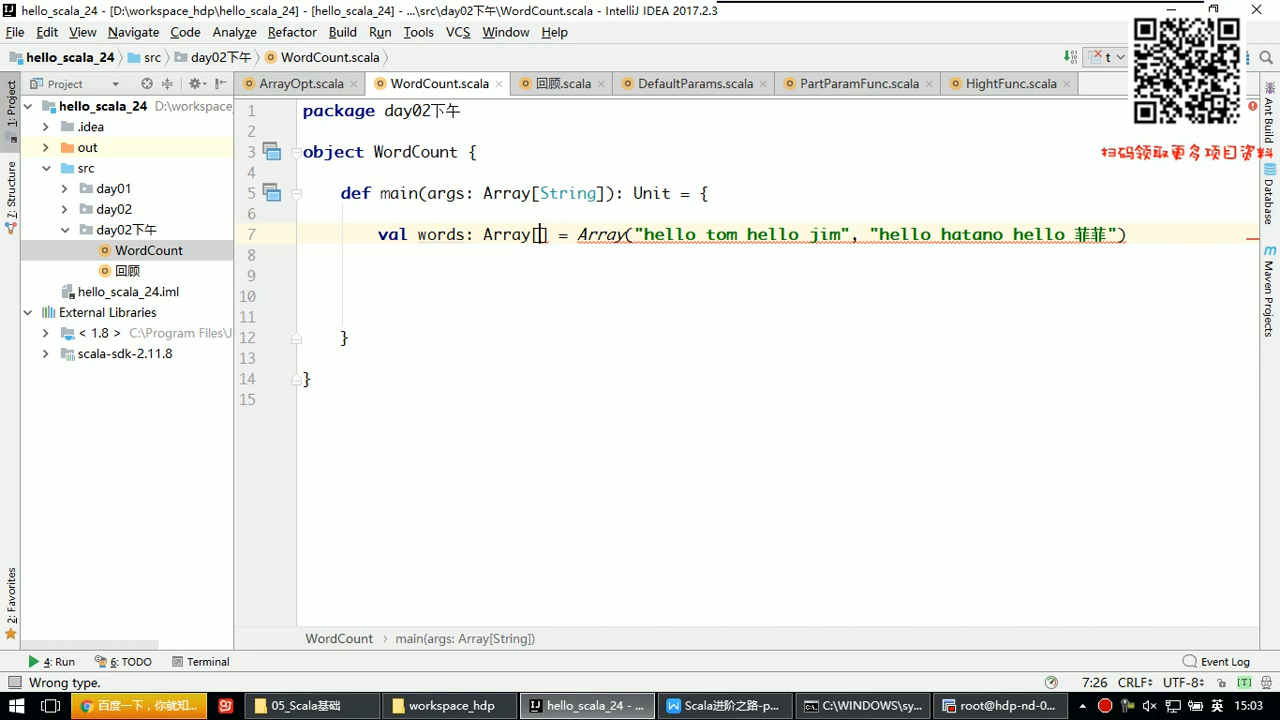 hello_scala_24 - [D:\workspace_hdp\hello_scala_24] - [hello_scala_24] - ...\src\day02下午\WordCount.scala - IntelliJ IDEA 2017.2.3
File Edit View Navigate Code Analyze Refactor Build Run Tools VCS Window Help
hello_scala_24 src day02下午 WordCount.scala t
Project ArrayOpt.scala WordCount.scala 回顾.scala DefaultParams.scala PartParamFunc.scala HightFunc.scala
扫码领取更多项目资料
1: Project
7: Structure
2: Favorites
Ant Build
Database
Maven Projects
hello_scala_24 D:\workspace_
.idea
out
src
day01
day02
day02下午
WordCount
回顾
hello_scala_24.iml
External Libraries
< 1.8 > C:\Program Files\J
scala-sdk-2.11.8
1 package day02下午
2
3 object WordCount {
4
5 def main(args: Array[String]): Unit = {
6
7 val words: Array[] = Array("hello tom hello jim", "hello hatano hello 菲菲")
8
9
10
11
12 }
13
14 }
15
WordCount main(args: Array[String])
4: Run 6: TODO Terminal Event Log
Wrong type. 7:26 CRLF UTF-8
百度一下，你就知... 05_Scala基础 workspace_hdp hello_scala_24 - ... Scala进阶之路-p... C:\WINDOWS\sy... root@hdp-nd-0... 英 15:03